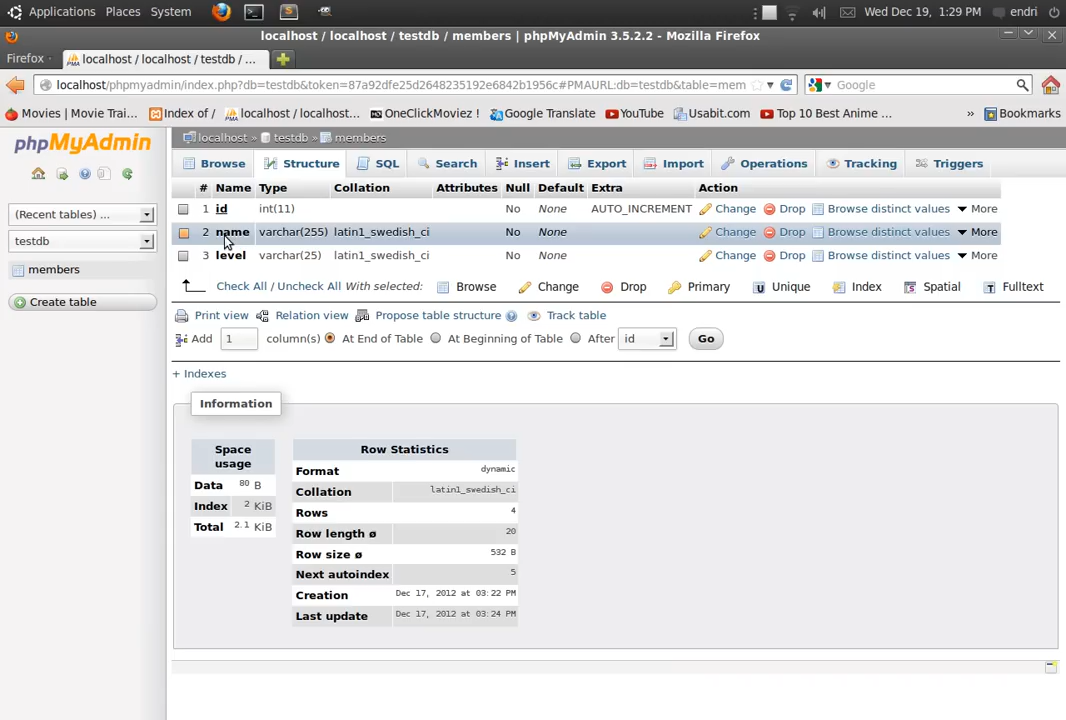 Applications Places System Wed Dec 19, 1:29 PM endri
localhost / localhost / testdb / members | phpMyAdmin 3.5.2.2 - Mozilla Firefox
Firefox localhost / localhost / testdb / ...
localhost/phpmyadmin/index.php?db=testdb&token=87a92dfe25d2648235192e6842b1956c#PMAURL:db=testdb&table=mem Google
Movies | Movie Trai... Index of / localhost / localhost... OneClickMoviez ! Google Translate YouTube Usabit.com Top 10 Best Anime ... » Bookmarks
phpMyAdmin
(Recent tables) ...
testdb
members
Create table
localhost » testdb » members
Browse Structure SQL Search Insert Export Import Operations Tracking Triggers
# Name Type Collation Attributes Null Default Extra Action
1 id int(11) No None AUTO_INCREMENT Change Drop Browse distinct values More
2 name varchar(255) latin1_swedish_ci No None Change Drop Browse distinct values More
3 level varchar(25) latin1_swedish_ci No None Change Drop Browse distinct values More
Check All / Uncheck All With selected: Browse Change Drop Primary Unique Index Spatial Fulltext
Print view Relation view Propose table structure Track table
Add 1 column(s) At End of Table At Beginning of Table After id Go
+ Indexes
Information
Space usage
Data 80 B
Index 2 KiB
Total 2.1 KiB
Row Statistics
Format dynamic
Collation latin1_swedish_ci
Rows 4
Row length ø 20
Row size ø 532 B
Next autoindex 5
Creation Dec 17, 2012 at 03:22 PM
Last update Dec 17, 2012 at 03:24 PM